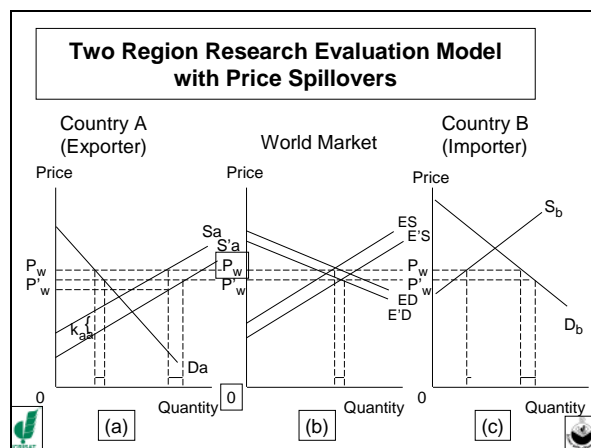 Two Region Research Evaluation Model
with Price Spillovers
Country A
(Exporter)
World Market
Country B
(Importer)
Price
Price
Price
Sa
S'a
P_w
P'_w
k_aa{
Da
0
Quantity
(a)
ES
E'S
P_w
P'_w
ED
E'D
0
Quantity
(b)
S_b
P_w
P'_w
D_b
0
Quantity
(c)
ICRISAT